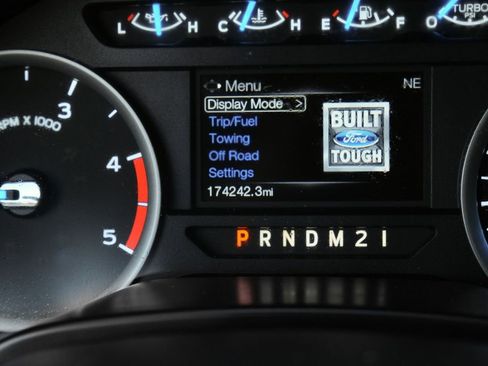 L H C H E F O TURBO
PSI
Menu NE
Display Mode >
Trip/Fuel
Towing
Off Road
Settings
174242.3mi
BUILT
Ford
TOUGH
3
RPM X 1000
4
5
P R N D M 2 1